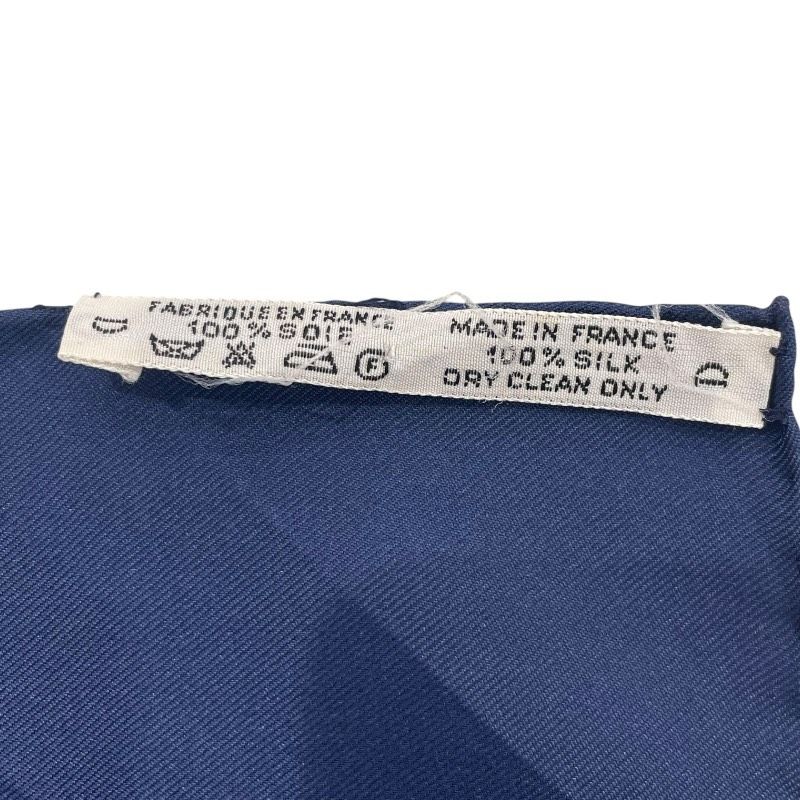 D
FABRIQUE EN FRANCE
100% SOIE
F
MADE IN FRANCE
100% SILK
DRY CLEAN ONLY
D